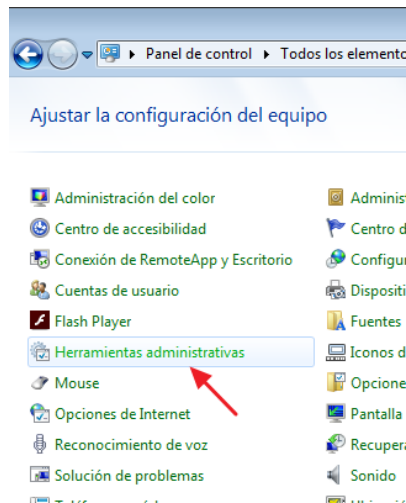 Panel de control ▸ Todos los elemento
Ajustar la configuración del equipo
Administración del color
Centro de accesibilidad
Conexión de RemoteApp y Escritorio
Cuentas de usuario
Flash Player
Herramientas administrativas
Mouse
Opciones de Internet
Reconocimiento de voz
Solución de problemas
Adminis
Centro d
Configu
Dispositi
Fuentes
Iconos d
Opcione
Pantalla
Recupera
Sonido